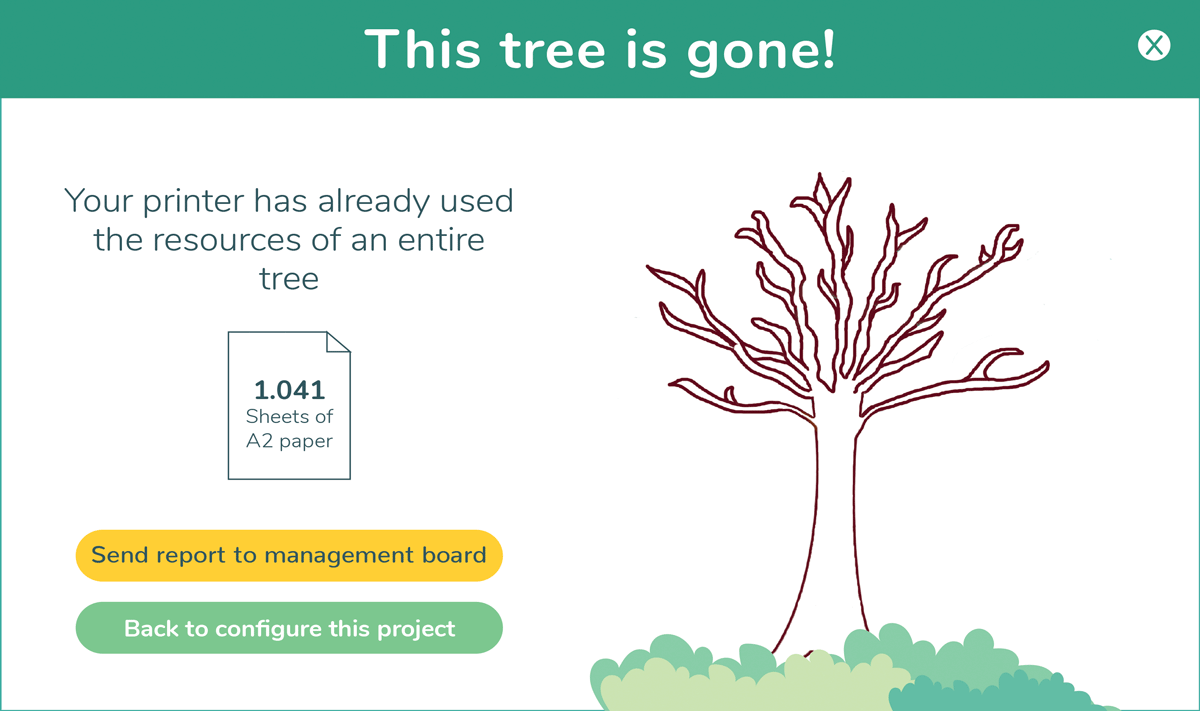 This tree is gone!
X
Your printer has already used
the resources of an entire
tree
1.041
Sheets of
A2 paper
Send report to management board
Back to configure this project